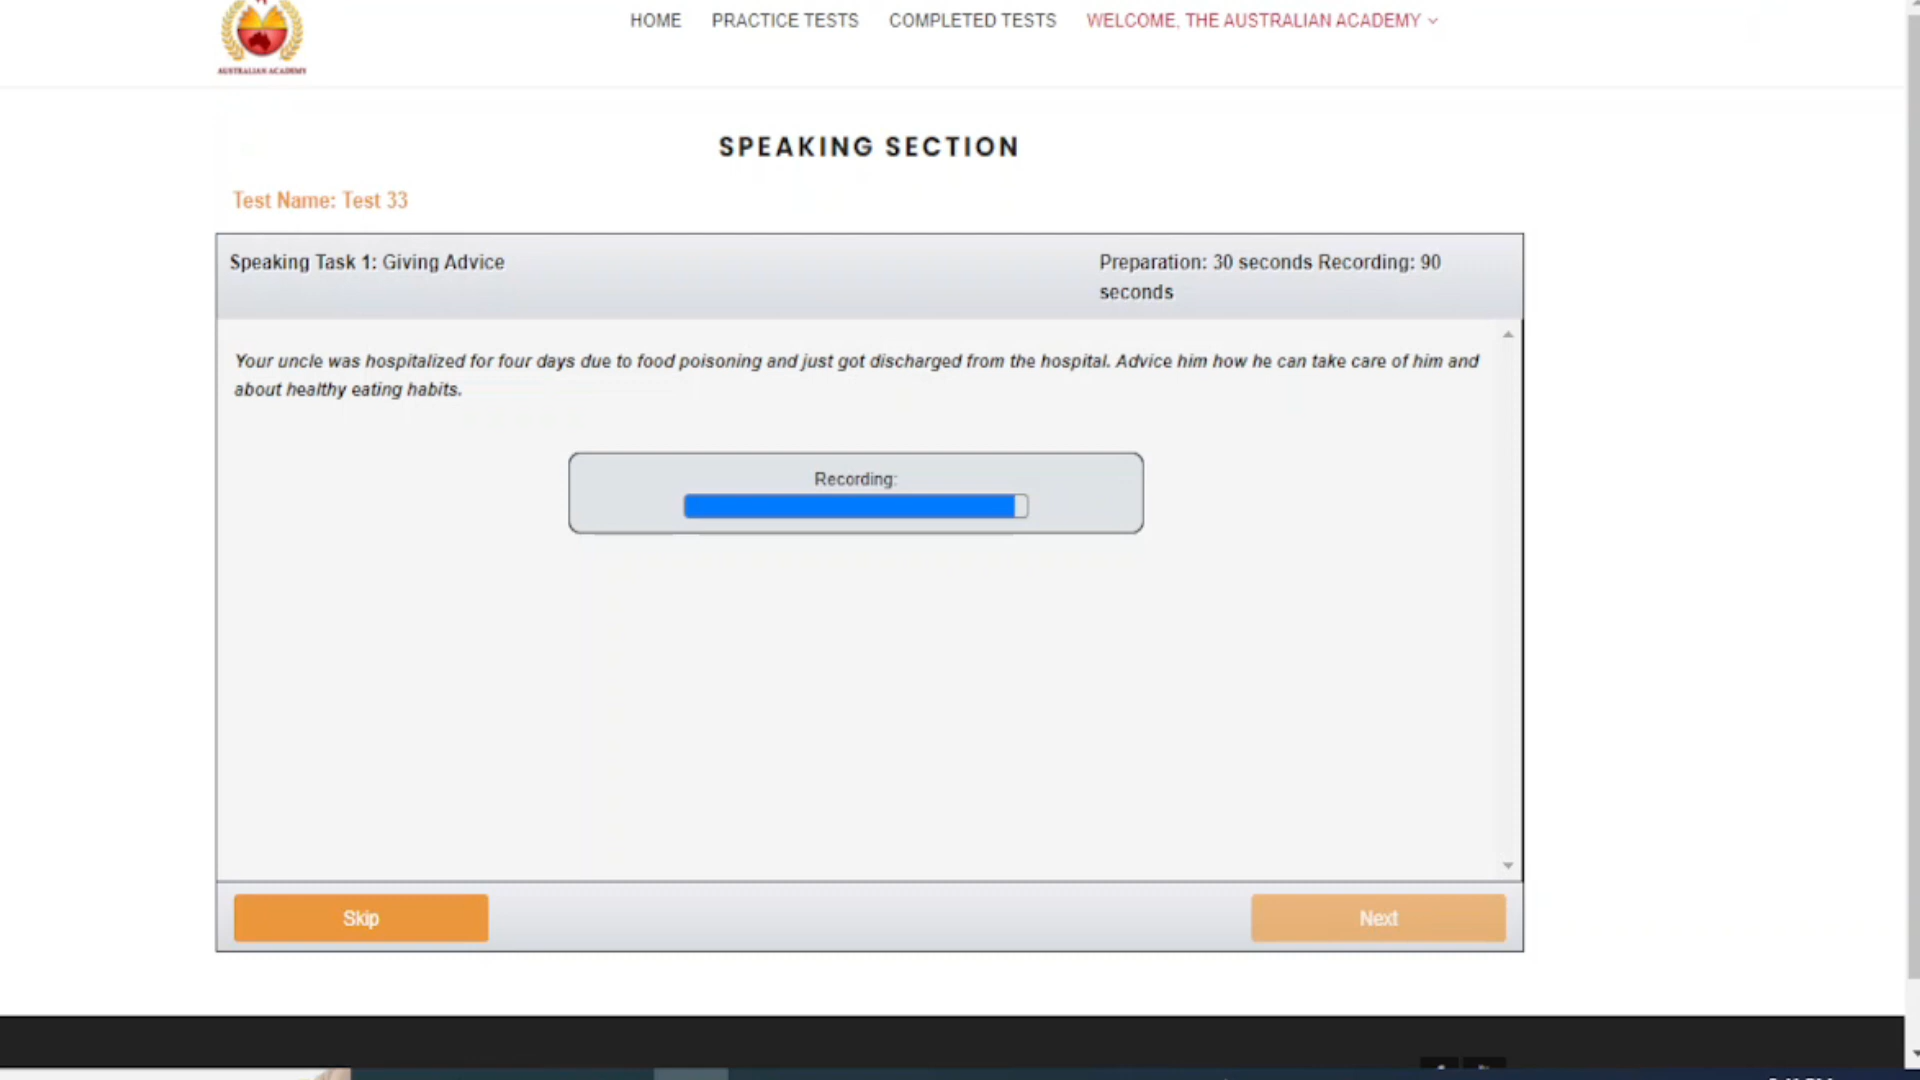 AUSTRALIAN ACADEMY
HOME PRACTICE TESTS COMPLETED TESTS WELCOME, THE AUSTRALIAN ACADEMY
SPEAKING SECTION
Test Name: Test 33
Speaking Task 1: Giving Advice
Preparation: 30 seconds Recording: 90
seconds
Your uncle was hospitalized for four days due to food poisoning and just got discharged from the hospital. Advice him how he can take care of him and
about healthy eating habits.
Recording:
Skip
Next